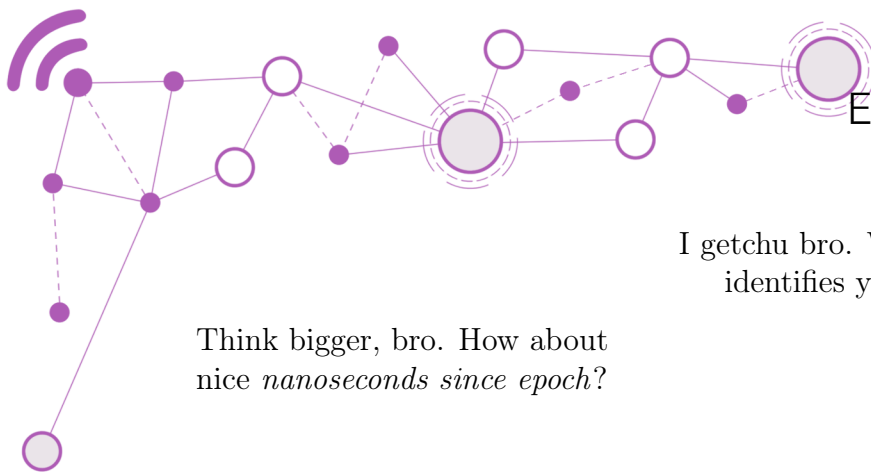 E
I getchu bro.
identifies
Think bigger, bro. How about
nice nanoseconds since epoch?